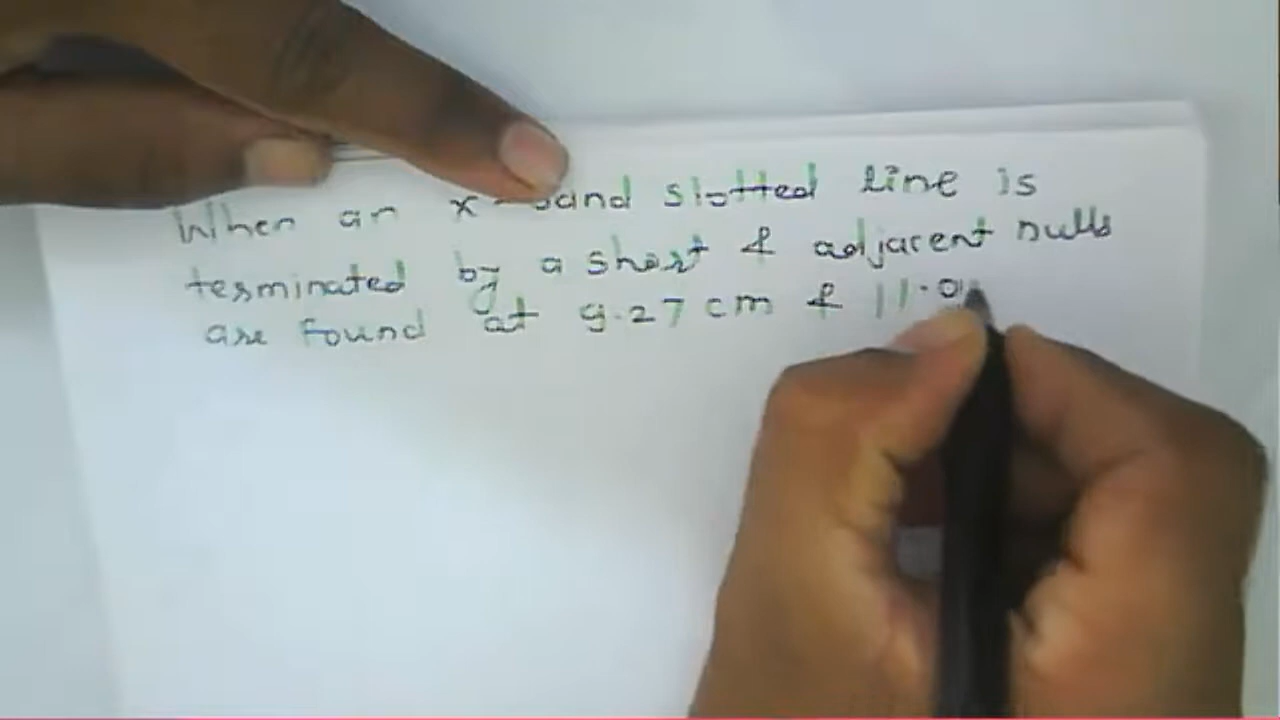 When an x-band slotted line is
terminated by a short & adjacent nulls
are found at 9.27 cm & 11.0